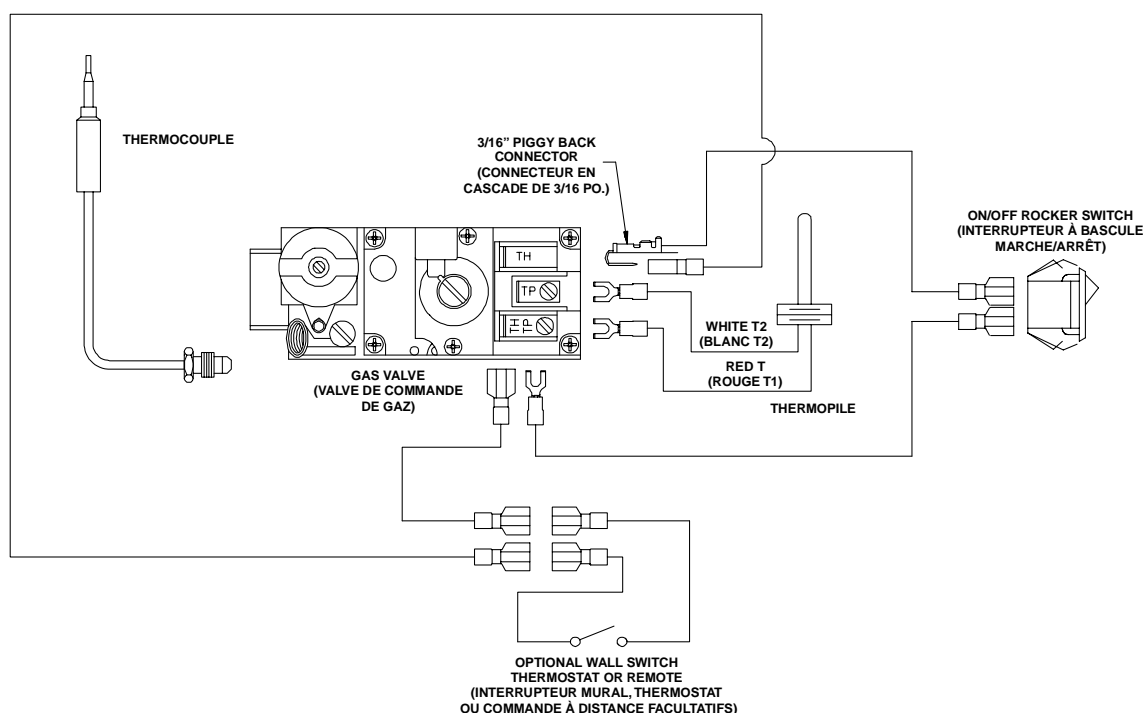 THERMOCOUPLE
3/16” PIGGY BACK
CONNECTOR
(CONNECTEUR EN
CASCADE DE 3/16 PO.)
ON/OFF ROCKER SWITCH
(INTERRUPTEUR À BASCULE
MARCHE/ARRÊT)
TH
TP
TH
TP
WHITE T2
(BLANC T2)
RED T
(ROUGE T1)
THERMOPILE
GAS VALVE
(VALVE DE COMMANDE
DE GAZ)
OPTIONAL WALL SWITCH
THERMOSTAT OR REMOTE
(INTERRUPTEUR MURAL, THERMOSTAT
OU COMMANDE À DISTANCE FACULTATIFS)